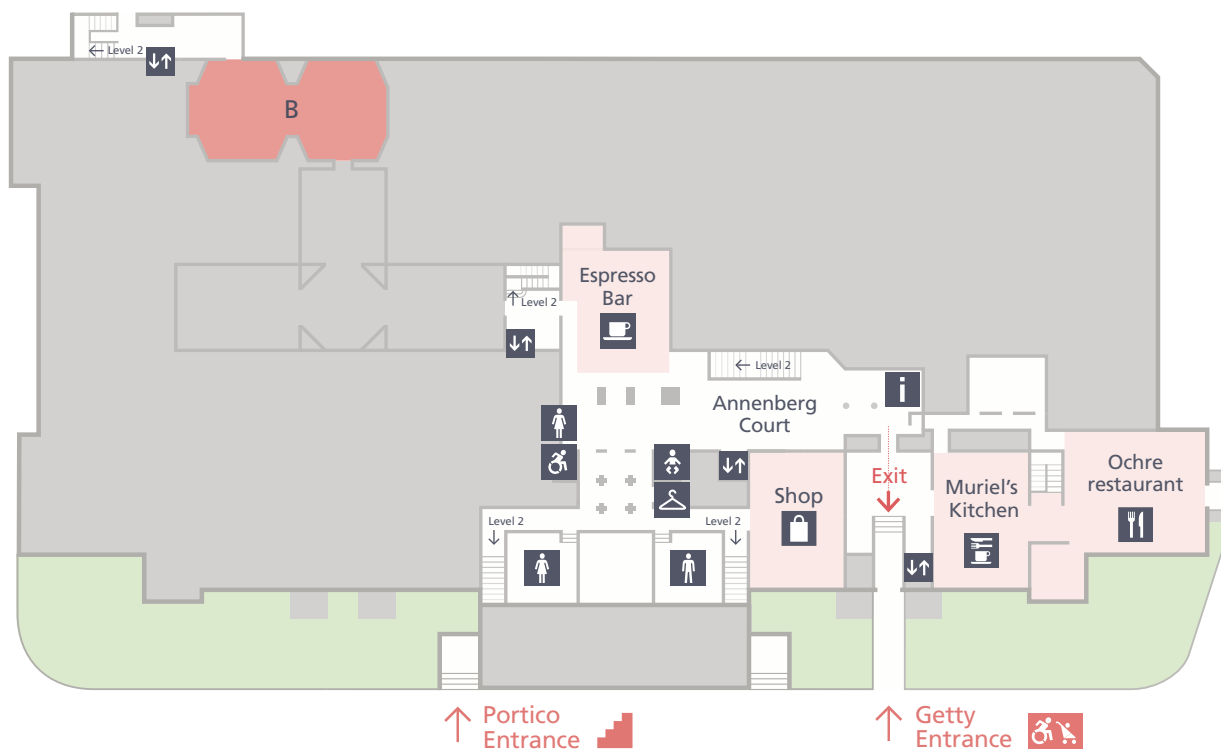 ← Level 2
B
Espresso
Bar
↑ Level 2
← Level 2
i
Annenberg
Court
Exit
Ochre
restaurant
Muriel's
Kitchen
Shop
Level 2
Level 2
Portico
Entrance
Getty
Entrance